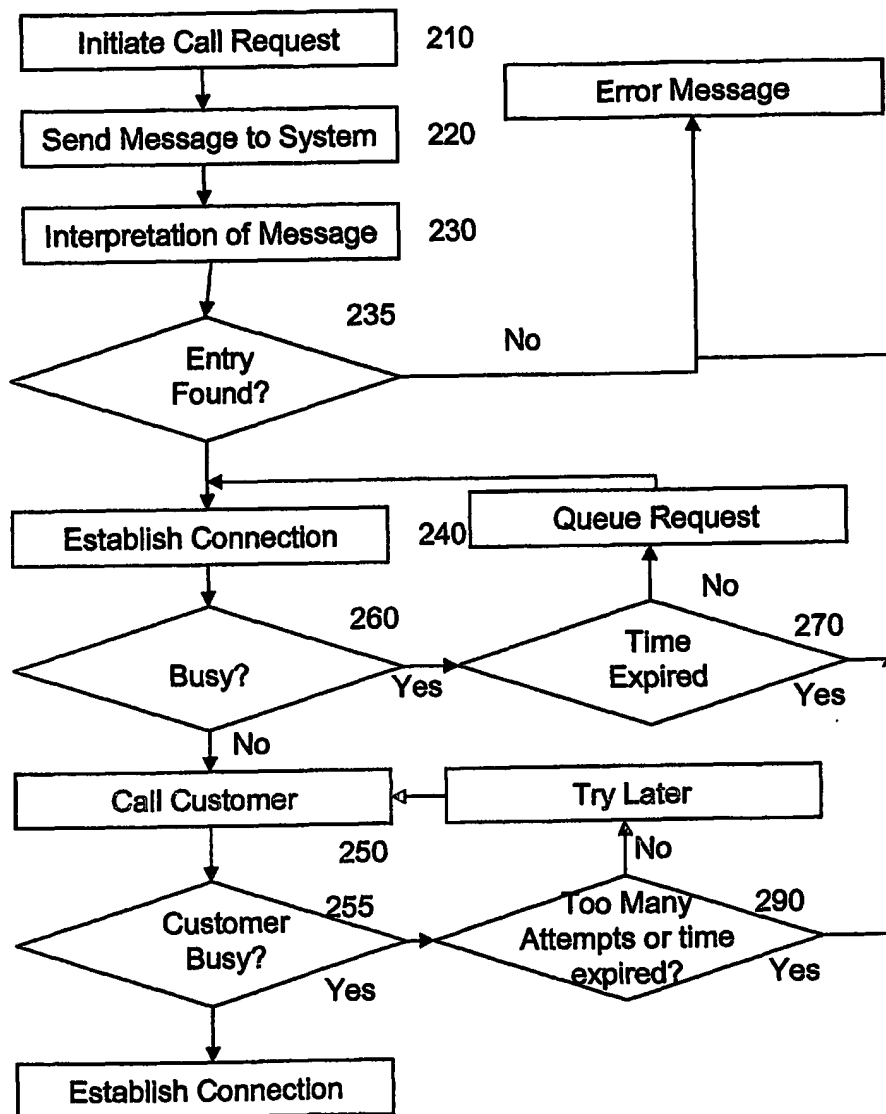 Initiate Call Request
210
Error Message
Send Message to System
220
Interpretation of Message
230
235
Entry
Found?
No
Establish Connection
240
Queue Request
No
260
Busy?
Yes
Time
Expired
270
Yes
No
Call Customer
Try Later
250
No
Customer
Busy?
255
Yes
Too Many
Attempts or time
expired?
290
Yes
Establish Connection